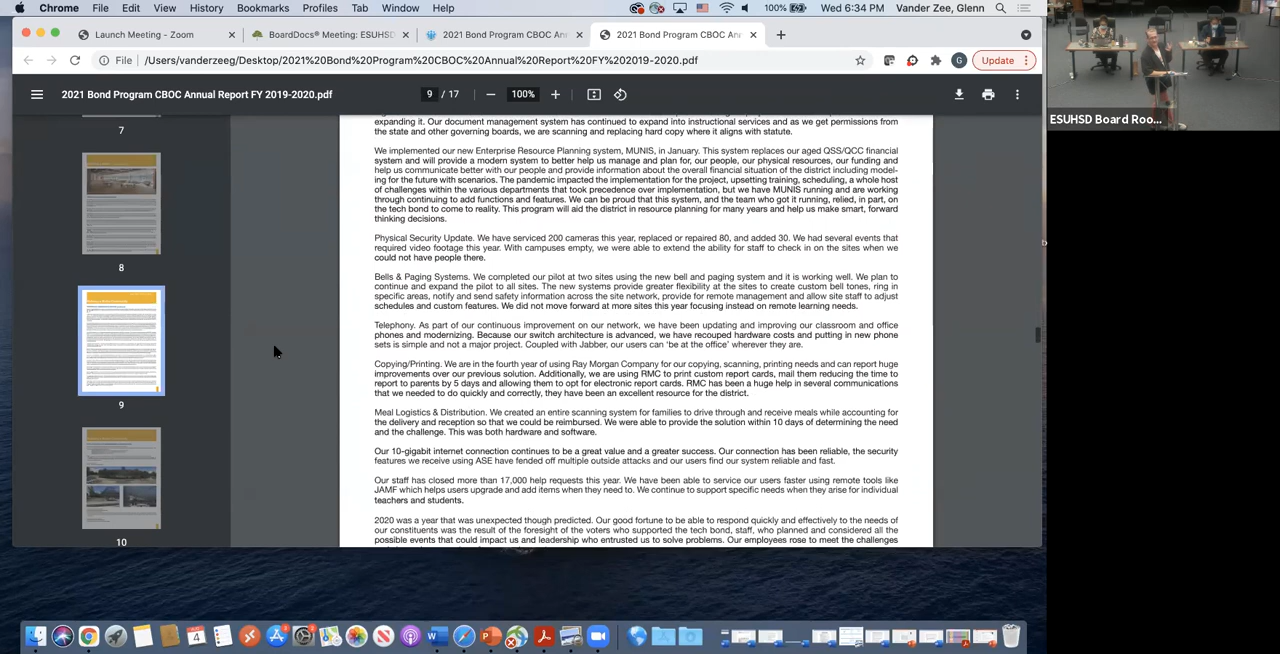 Chrome File Edit View History Bookmarks Profiles Tab Window Help
100% Wed 6:34 PM Vander Zee, Glenn
Launch Meeting - Zoom
BoardDocs® Meeting: ESUHSD
2021 Bond Program CBOC An
2021 Bond Program CBOC An
File /Users/vanderzeeg/Desktop/2021%20Bond%20Program%20CBOC%20Annual%20Report%20FY%202019-2020.pdf
G
Update
2021 Bond Program CBOC Annual Report FY 2019-2020.pdf
9 / 17
100%
7
8
9
10
expanding it. Our document management system has continued to expand into instructional services and as we get permissions from
the state and other governing boards, we are scanning and replacing hard copy where it aligns with statute.
We implemented our new Enterprise Resource Planning system, MUNIS, in January. This system replaces our aged QSS/QCC financial
system and will provide a modern system to better help us manage and plan for, our people, our physical resources, our funding and
help us communicate better with our people and provide information about the overall financial situation of the district including model-
ing for the future with scenarios. The pandemic impacted the implementation for the project, upsetting training, scheduling, a whole host
of challenges within the various departments that took precedence over implementation, but we have MUNIS running and are working
through continuing to add functions and features. We can be proud that this system, and the team who got it running, relied, in part, on
the tech bond to come to reality. This program will aid the district in resource planning for many years and help us make smart, forward
thinking decisions.
Physical Security Update. We have serviced 200 cameras this year, replaced or repaired 80, and added 30. We had several events that
required video footage this year. With campuses empty, we were able to extend the ability for staff to check in on the sites when we
could not have people there.
Bells & Paging Systems. We completed our pilot at two sites using the new bell and paging system and it is working well. We plan to
continue and expand the pilot to all sites. The new systems provide greater flexibility at the sites to create custom bell tones, ring in
specific areas, notify and send safety information across the site network, provide for remote management and allow site staff to adjust
schedules and custom features. We did not move forward at more sites this year focusing instead on remote learning needs.
Telephony. As part of our continuous improvement on our network, we have been updating and improving our classroom and office
phones and modernizing. Because our switch architecture is advanced, we have recouped hardware costs and putting in new phone
sets is simple and not a major project. Coupled with Jabber, our users can 'be at the office' wherever they are.
Copying/Printing. We are in the fourth year of using Ray Morgan Company for our copying, scanning, printing needs and can report huge
improvements over our previous solution. Additionally, we are using RMC to print custom report cards, mail them reducing the time to
report to parents by 5 days and allowing them to opt for electronic report cards. RMC has been a huge help in several communications
that we needed to do quickly and correctly, they have been an excellent resource for the district.
Meal Logistics & Distribution. We created an entire scanning system for families to drive through and receive meals while accounting for
the delivery and reception so that we could be reimbursed. We were able to provide the solution within 10 days of determining the need
and the challenge. This was both hardware and software.
Our 10-gigabit internet connection continues to be a great value and a greater success. Our connection has been reliable, the security
features we receive using ASE have fended off multiple outside attacks and our users find our system reliable and fast.
Our staff has closed more than 17,000 help requests this year. We have been able to service our users faster using remote tools like
JAMF which helps users upgrade and add items when they need to. We continue to support specific needs when they arise for individual
teachers and students.
2020 was a year that was unexpected though predicted. Our good fortune to be able to respond quickly and effectively to the needs of
our constituents was the result of the foresight of the voters who supported the tech bond, staff, who planned and considered all the
possible events that could impact us and leadership who entrusted us to solve problems. Our employees rose to meet the challenges
ESUHSD Board Roo...